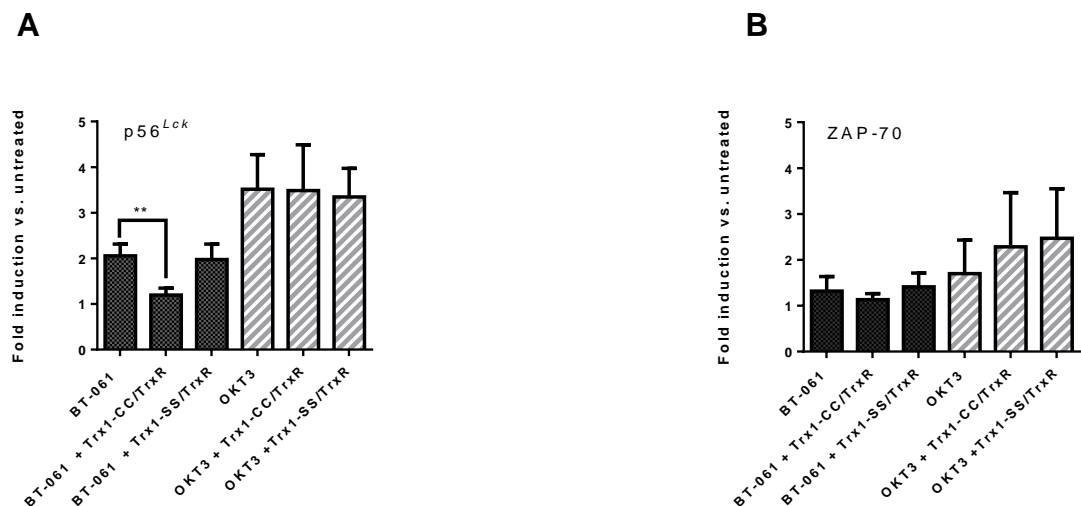 A
Fold induction vs. untreated
p56Lck
5
4
3
2
1
0
**
BT-061
BT-061 + Trx1-CC/TrxR
BT-061 + Trx1-SS/TrxR
OKT3
OKT3 + Trx1-CC/TrxR
OKT3 +Trx1-SS/TrxR
B
Fold induction vs. untreated
ZAP-70
5
4
3
2
1
0
BT-061
BT-061 + Trx1-CC/TrxR
BT-061 + Trx1-SS/TrxR
OKT3
OKT3 + Trx1-CC/TrxR
OKT3 +Trx1-SS/TrxR